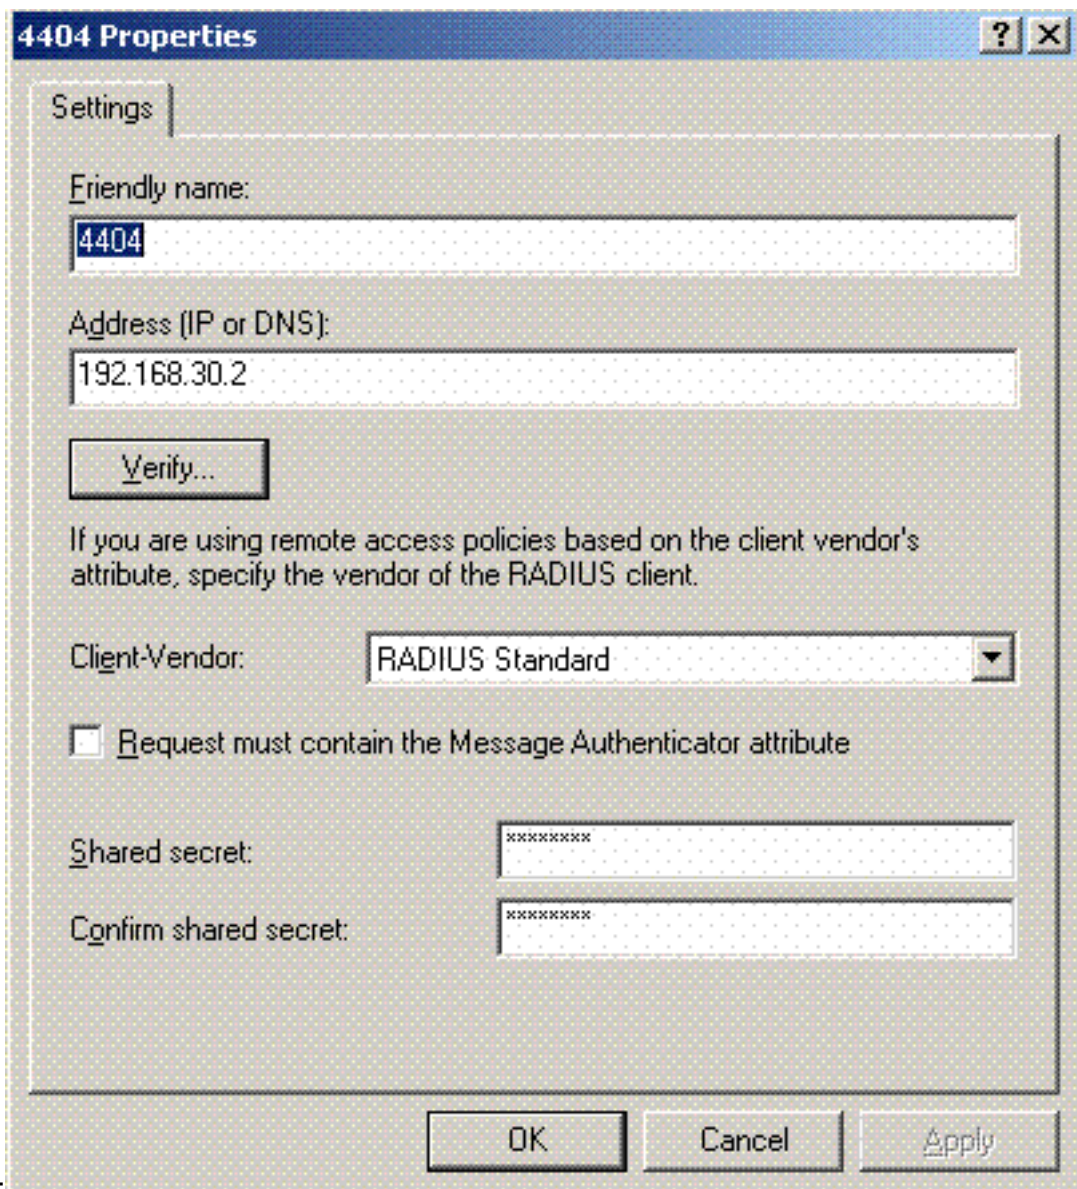 4404 Properties
Settings
Friendly name:
4404
Address (IP or DNS):
192.168.30.2
Verify...
If you are using remote access policies based on the client vendor's
attribute, specify the vendor of the RADIUS client.
Client-Vendor: RADIUS Standard
Request must contain the Message Authenticator attribute
Shared secret: ××××××××
Confirm shared secret: ××××××××
OK Cancel Apply